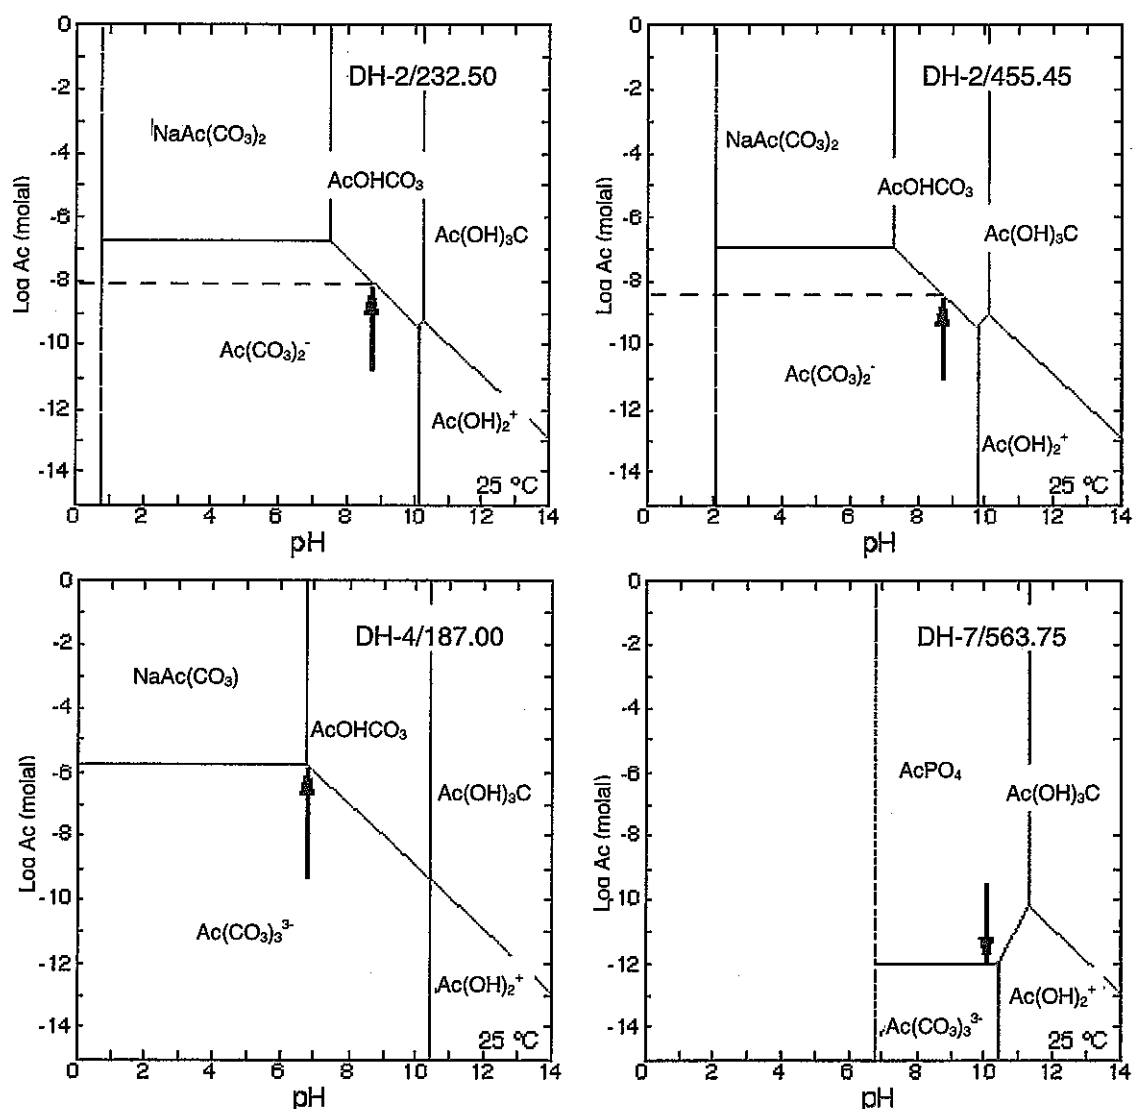 0
-2
-4
-6
-8
-10
-12
-14
Log Ac (molal)
DH-2/232.50
NaAc(CO₃)₂
AcOHCO₃
Ac(OH)₃C
Ac(CO₃)₂⁻
Ac(OH)₂⁺
25 ºC
0 2 4 6 8 10 12 14
pH
0
-2
-4
-6
-8
-10
-12
-14
Log Ac (molal)
DH-2/455.45
NaAc(CO₃)₂
AcOHCO₃
Ac(OH)₃C
Ac(CO₃)₂⁻
Ac(OH)₂⁺
25 ºC
0 2 4 6 8 10 12 14
pH
0
-2
-4
-6
-8
-10
-12
-14
Log Ac (molal)
DH-4/187.00
NaAc(CO₃)
AcOHCO₃
Ac(OH)₃C
Ac(CO₃)₃³⁻
Ac(OH)₂⁺
25 ºC
0 2 4 6 8 10 12 14
pH
0
-2
-4
-6
-8
-10
-12
-14
Log Ac (molal)
DH-7/563.75
AcPO₄
Ac(OH)₃C
Ac(CO₃)₃³⁻
Ac(OH)₂⁺
25 ºC
0 2 4 6 8 10 12 14
pH